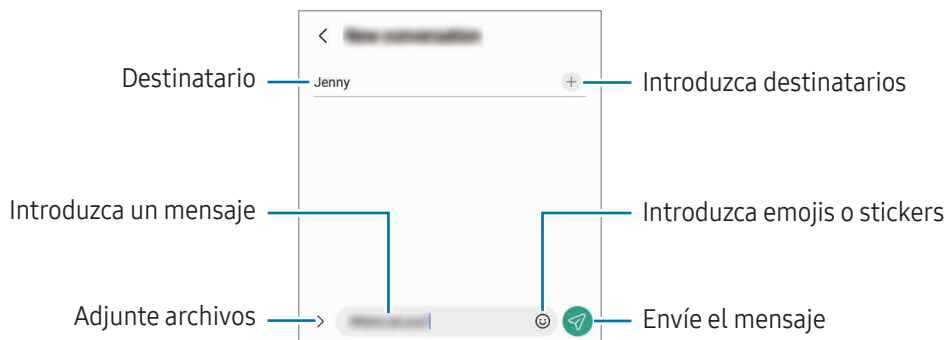 Destinatario
Jenny
Introduzca destinatarios
Introduzca un mensaje
Introduzca emojis o stickers
Adjunte archivos
Envíe el mensaje